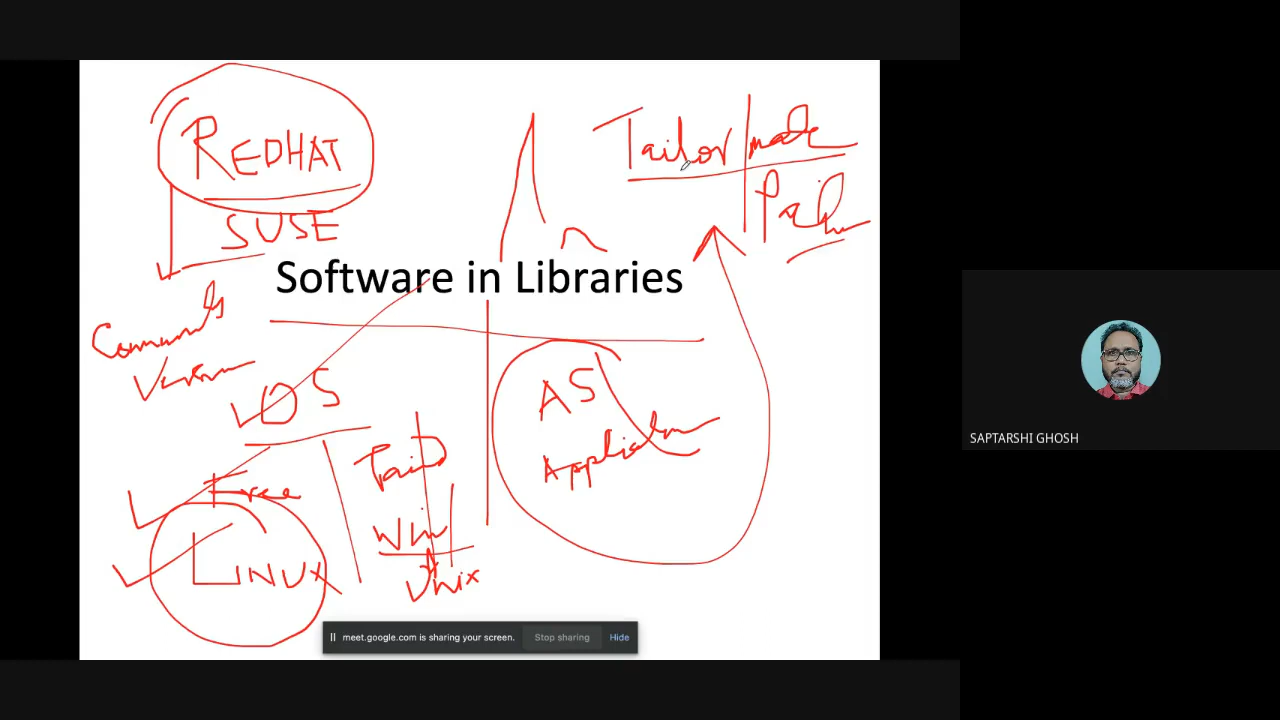 REDHAT
SUSE
Tailor made
Software in Libraries
Version
OS
AS
Application
Free
Paid
LINUX
Win
Unix
meet.google.com is sharing your screen.
Stop sharing
Hide
SAPTARSHI GHOSH